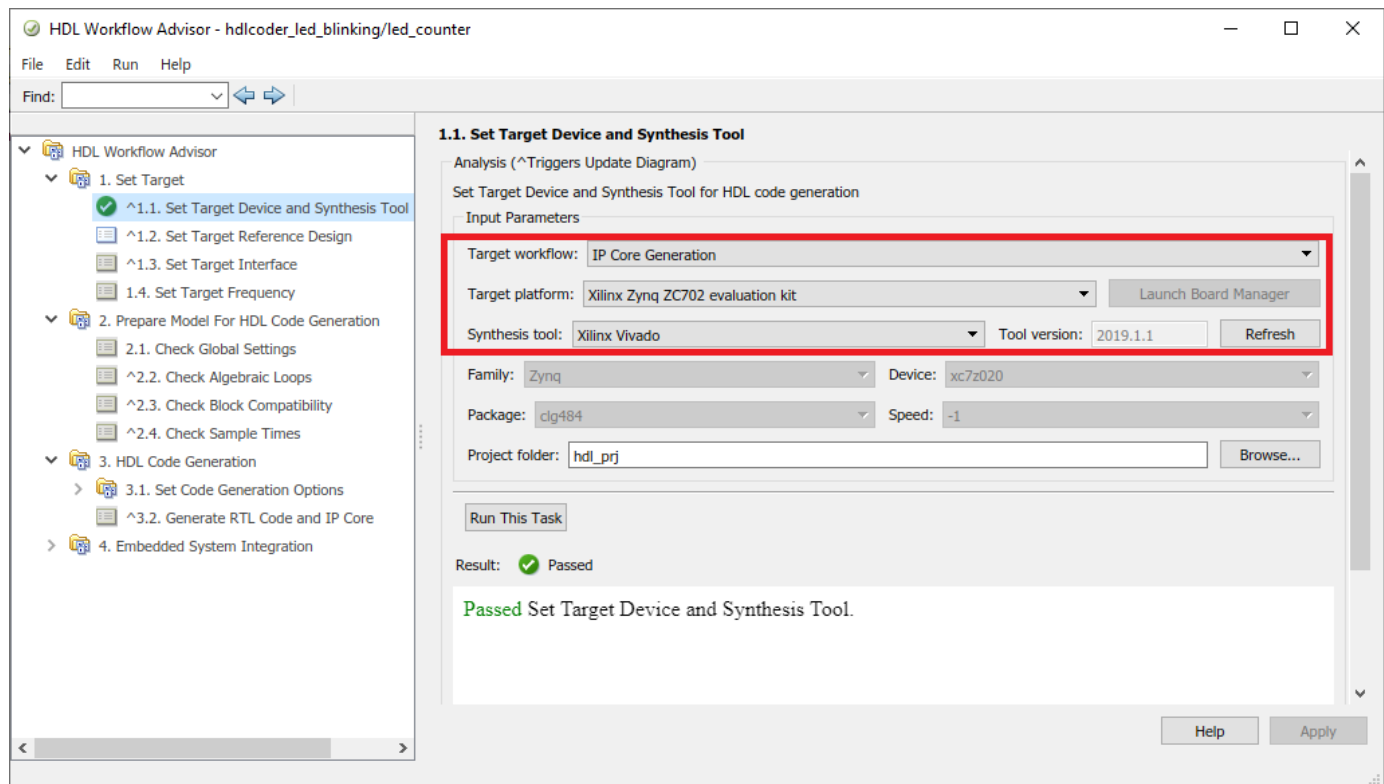 HDL Workflow Advisor - hdlcoder_led_blinking/led_counter
File Edit Run Help
Find:
HDL Workflow Advisor
1. Set Target
^1.1. Set Target Device and Synthesis Tool
^1.2. Set Target Reference Design
^1.3. Set Target Interface
1.4. Set Target Frequency
2. Prepare Model For HDL Code Generation
2.1. Check Global Settings
^2.2. Check Algebraic Loops
^2.3. Check Block Compatibility
^2.4. Check Sample Times
3. HDL Code Generation
3.1. Set Code Generation Options
^3.2. Generate RTL Code and IP Core
4. Embedded System Integration
1.1. Set Target Device and Synthesis Tool
Analysis (^Triggers Update Diagram)
Set Target Device and Synthesis Tool for HDL code generation
Input Parameters
Target workflow: IP Core Generation
Target platform: Xilinx Zynq ZC702 evaluation kit Launch Board Manager
Synthesis tool: Xilinx Vivado Tool version: 2019.1.1 Refresh
Family: Zynq Device: xc7z020
Package: clg484 Speed: -1
Project folder: hdl_prj Browse...
Run This Task
Result: Passed
Passed Set Target Device and Synthesis Tool.
Help Apply